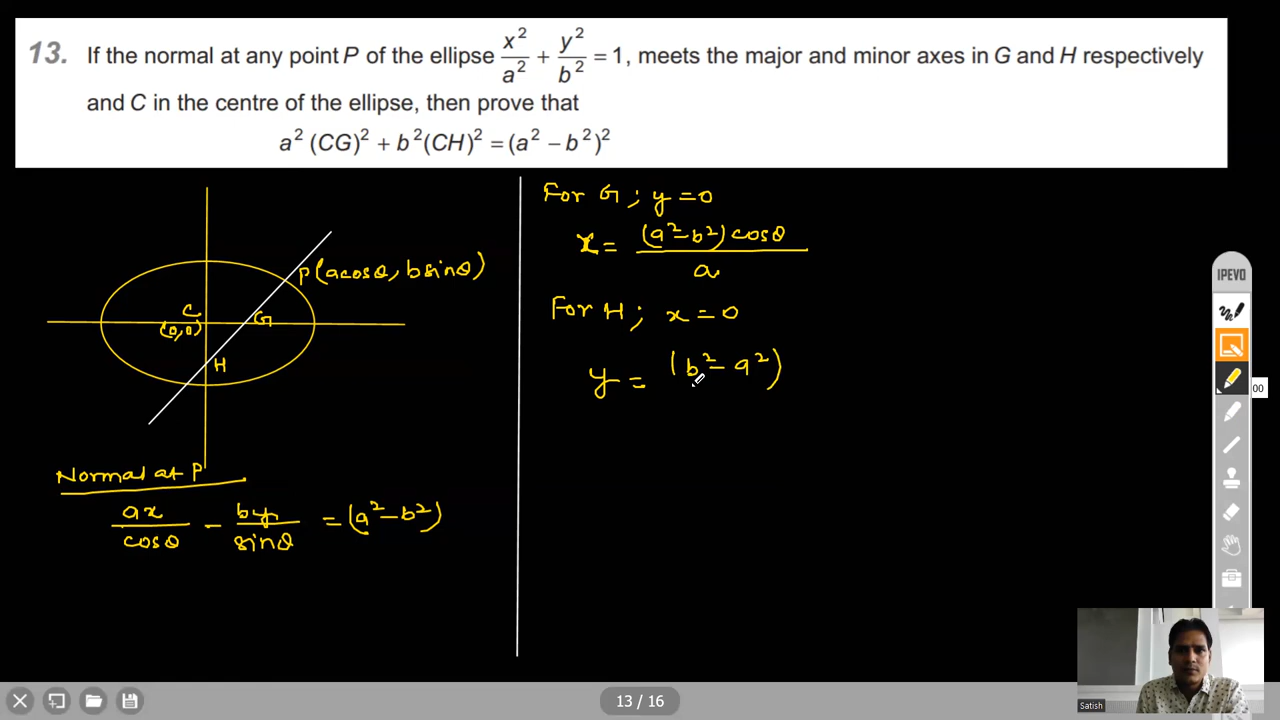 13. If the normal at any point P of the ellipse x²/a² + y²/b² = 1, meets the major and minor axes in G and H respectively
and C in the centre of the ellipse, then prove that
a² (CG)² + b² (CH)² = (a² − b²)²
P(acosθ, bsinθ)
C
(0,0)
G
H
Normal at P
ax/cosθ − by/sinθ = (a² − b²)
For G ; y = 0
x = (a² − b²) cosθ / a
For H ; x = 0
y = (b² − a²)
IPEVO
00
13 / 16
Satish